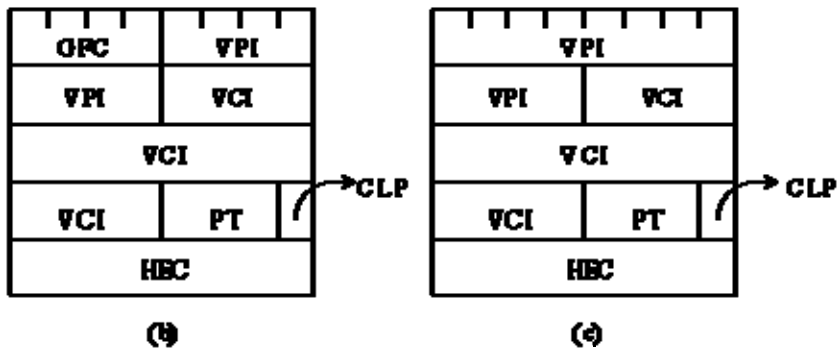 GFC VPI
VPI VCI
VCI
VCI PT CLP
HEC
(b)
VPI
VPI VCI
VCI
VCI PT CLP
HEC
(c)